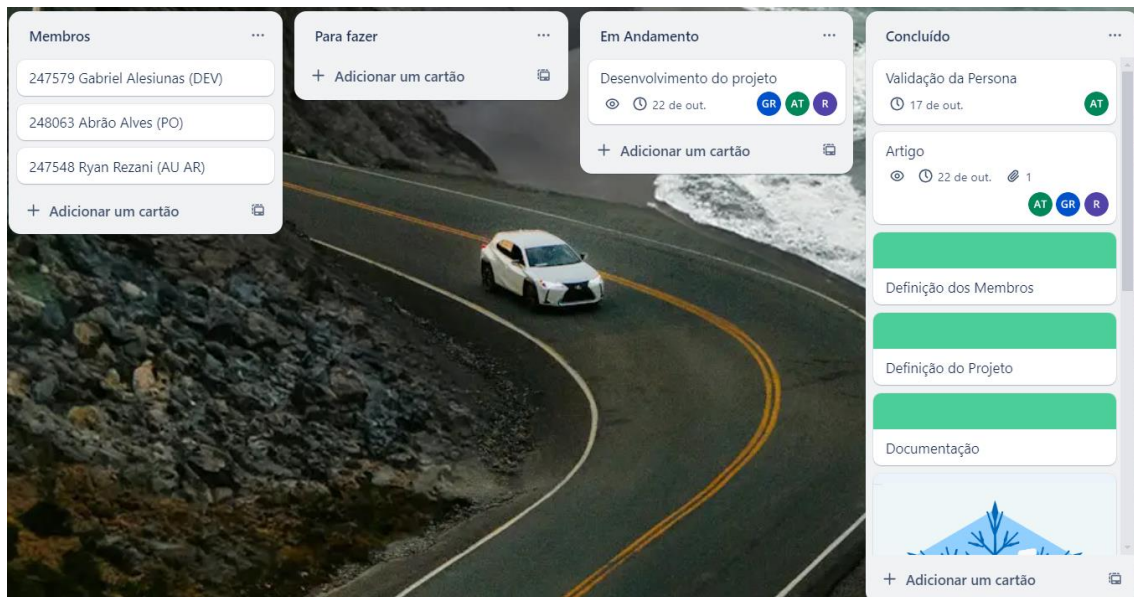 Membros
247579 Gabriel Alesiunas (DEV)
248063 Abrão Alves (PO)
247548 Ryan Rezani (AU AR)
+ Adicionar um cartão
Para fazer
+ Adicionar um cartão
Em Andamento
Desenvolvimento do projeto
22 de out.
GR AT R
+ Adicionar um cartão
Concluído
Validação da Persona
17 de out.
AT
Artigo
22 de out. 1
AT GR R
Definição dos Membros
Definição do Projeto
Documentação
+ Adicionar um cartão